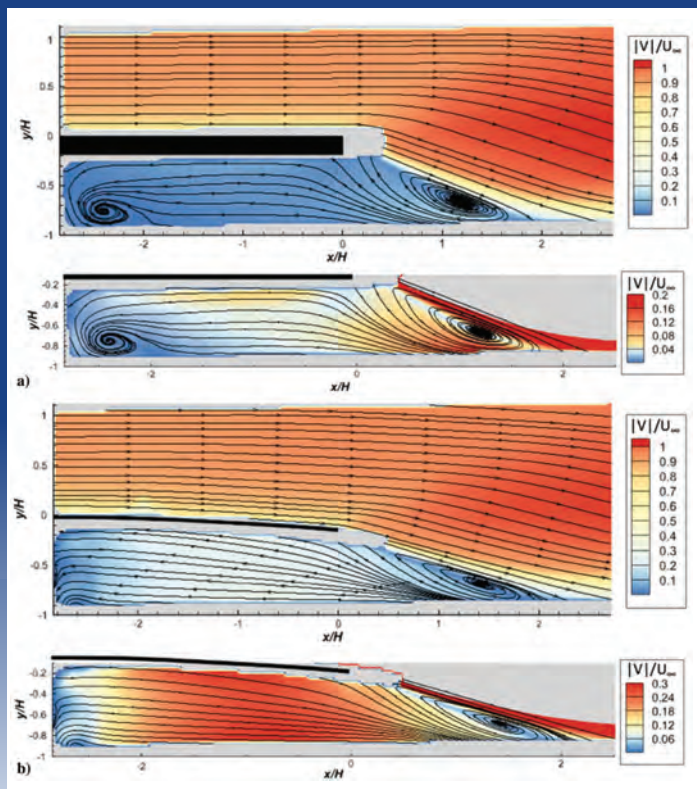 |V|/U∞
1
0.9
0.8
0.7
0.6
0.5
0.4
0.3
0.2
0.1
y/H
1
0.5
0
-0.5
-1
-2 -1 0 1 2
x/H
|V|/U∞
0.2
0.16
0.12
0.08
0.04
y/H
-0.2
-0.4
-0.6
-0.8
-1
-2 0 2
x/H
a)
|V|/U∞
1
0.9
0.8
0.7
0.6
0.5
0.4
0.3
0.2
0.1
y/H
1
0.5
0
-0.5
-1
-2 -1 0 1 2
x/H
|V|/U∞
0.3
0.24
0.18
0.12
0.06
y/H
-0.2
-0.4
-0.6
-0.8
-1
-2 0 2
x/H
b)